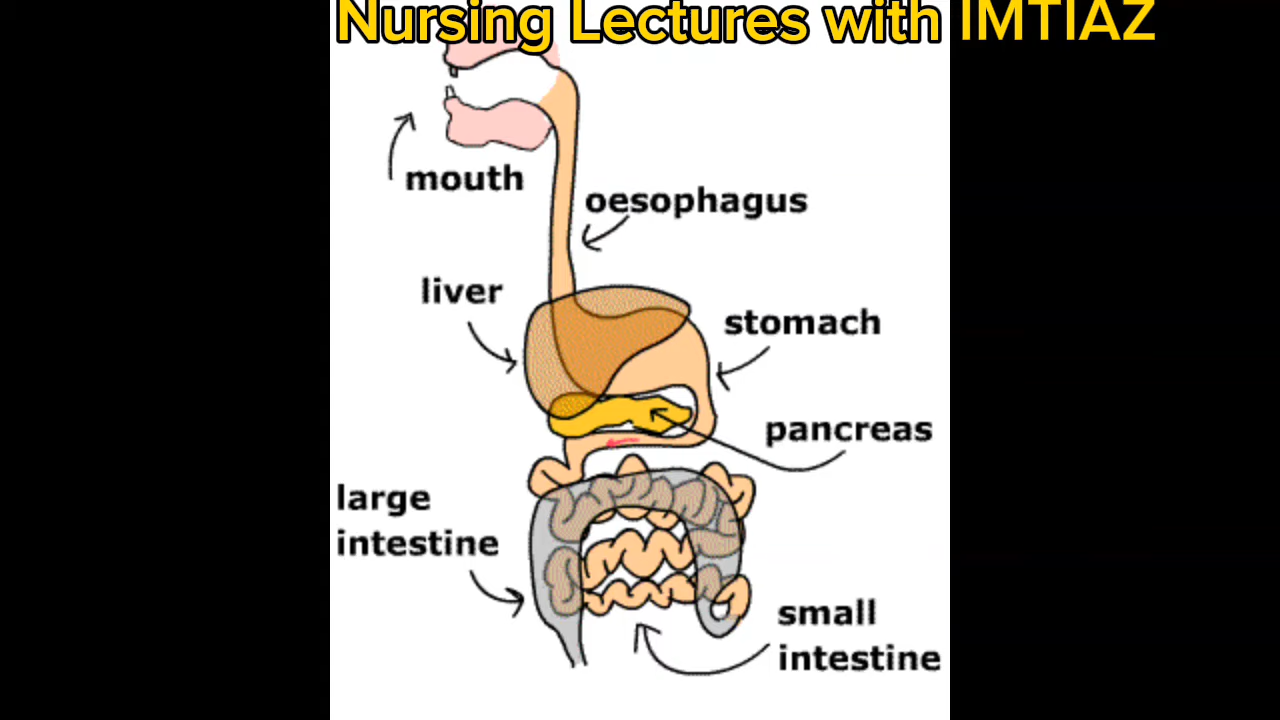 Nursing Lectures with IMTIAZ
mouth
oesophagus
liver
stomach
pancreas
large
intestine
small
intestine